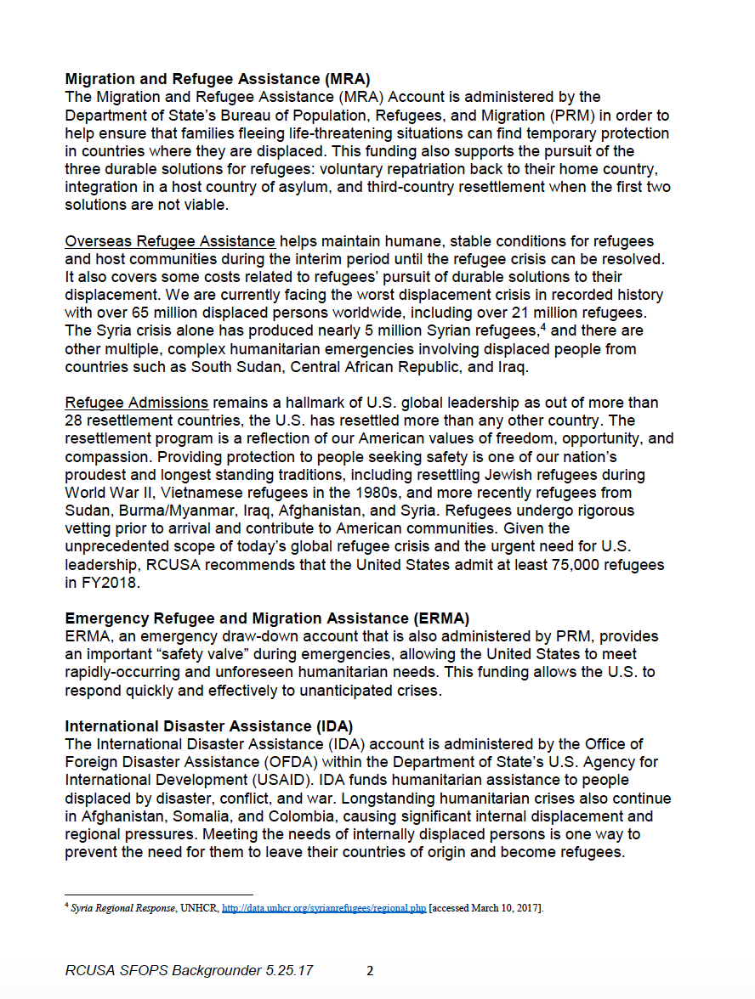 Migration and Refugee Assistance (MRA)
The Migration and Refugee Assistance (MRA) Account is administered by the
Department of State's Bureau of Population, Refugees, and Migration (PRM) in order to
help ensure that families fleeing life-threatening situations can find temporary protection
in countries where they are displaced. This funding also supports the pursuit of the
three durable solutions for refugees: voluntary repatriation back to their home country,
integration in a host country of asylum, and third-country resettlement when the first two
solutions are not viable.
Overseas Refugee Assistance helps maintain humane, stable conditions for refugees
and host communities during the interim period until the refugee crisis can be resolved.
It also covers some costs related to refugees' pursuit of durable solutions to their
displacement. We are currently facing the worst displacement crisis in recorded history
with over 65 million displaced persons worldwide, including over 21 million refugees.
The Syria crisis alone has produced nearly 5 million Syrian refugees,4 and there are
other multiple, complex humanitarian emergencies involving displaced people from
countries such as South Sudan, Central African Republic, and Iraq.
Refugee Admissions remains a hallmark of U.S. global leadership as out of more than
28 resettlement countries, the U.S. has resettled more than any other country. The
resettlement program is a reflection of our American values of freedom, opportunity, and
compassion. Providing protection to people seeking safety is one of our nation's
proudest and longest standing traditions, including resettling Jewish refugees during
World War II, Vietnamese refugees in the 1980s, and more recently refugees from
Sudan, Burma/Myanmar, Iraq, Afghanistan, and Syria. Refugees undergo rigorous
vetting prior to arrival and contribute to American communities. Given the
unprecedented scope of today's global refugee crisis and the urgent need for U.S.
leadership, RCUSA recommends that the United States admit at least 75,000 refugees
in FY2018.
Emergency Refugee and Migration Assistance (ERMA)
ERMA, an emergency draw-down account that is also administered by PRM, provides
an important “safety valve” during emergencies, allowing the United States to meet
rapidly-occurring and unforeseen humanitarian needs. This funding allows the U.S. to
respond quickly and effectively to unanticipated crises.
International Disaster Assistance (IDA)
The International Disaster Assistance (IDA) account is administered by the Office of
Foreign Disaster Assistance (OFDA) within the Department of State's U.S. Agency for
International Development (USAID). IDA funds humanitarian assistance to people
displaced by disaster, conflict, and war. Longstanding humanitarian crises also continue
in Afghanistan, Somalia, and Colombia, causing significant internal displacement and
regional pressures. Meeting the needs of internally displaced persons is one way to
prevent the need for them to leave their countries of origin and become refugees.
4 Syria Regional Response, UNHCR, http://data.unhcr.org/syrianrefugees/regional.php [accessed March 10, 2017].
RCUSA SFOPS Backgrounder 5.25.17 2